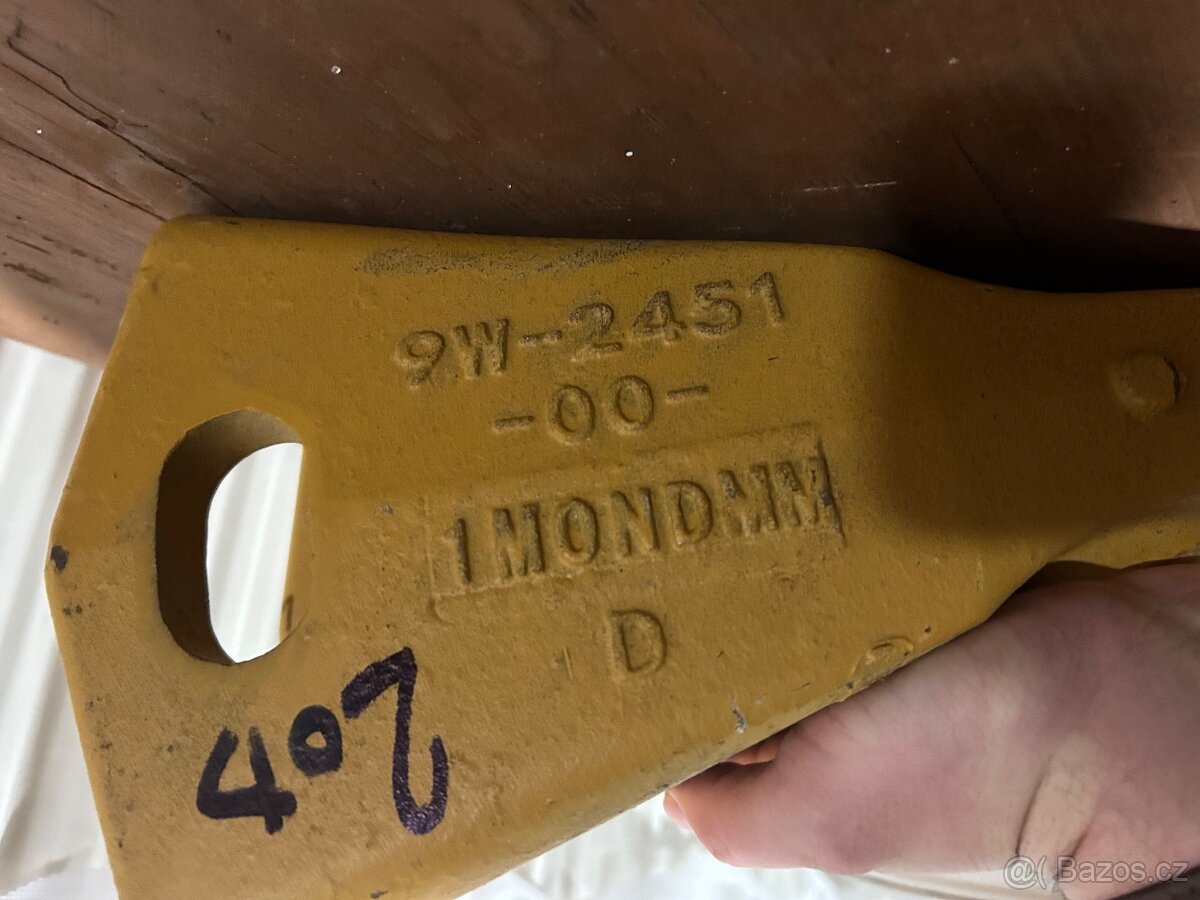 9W-2451
-00-
1MONDMM
D
402
@( Bazos.cz